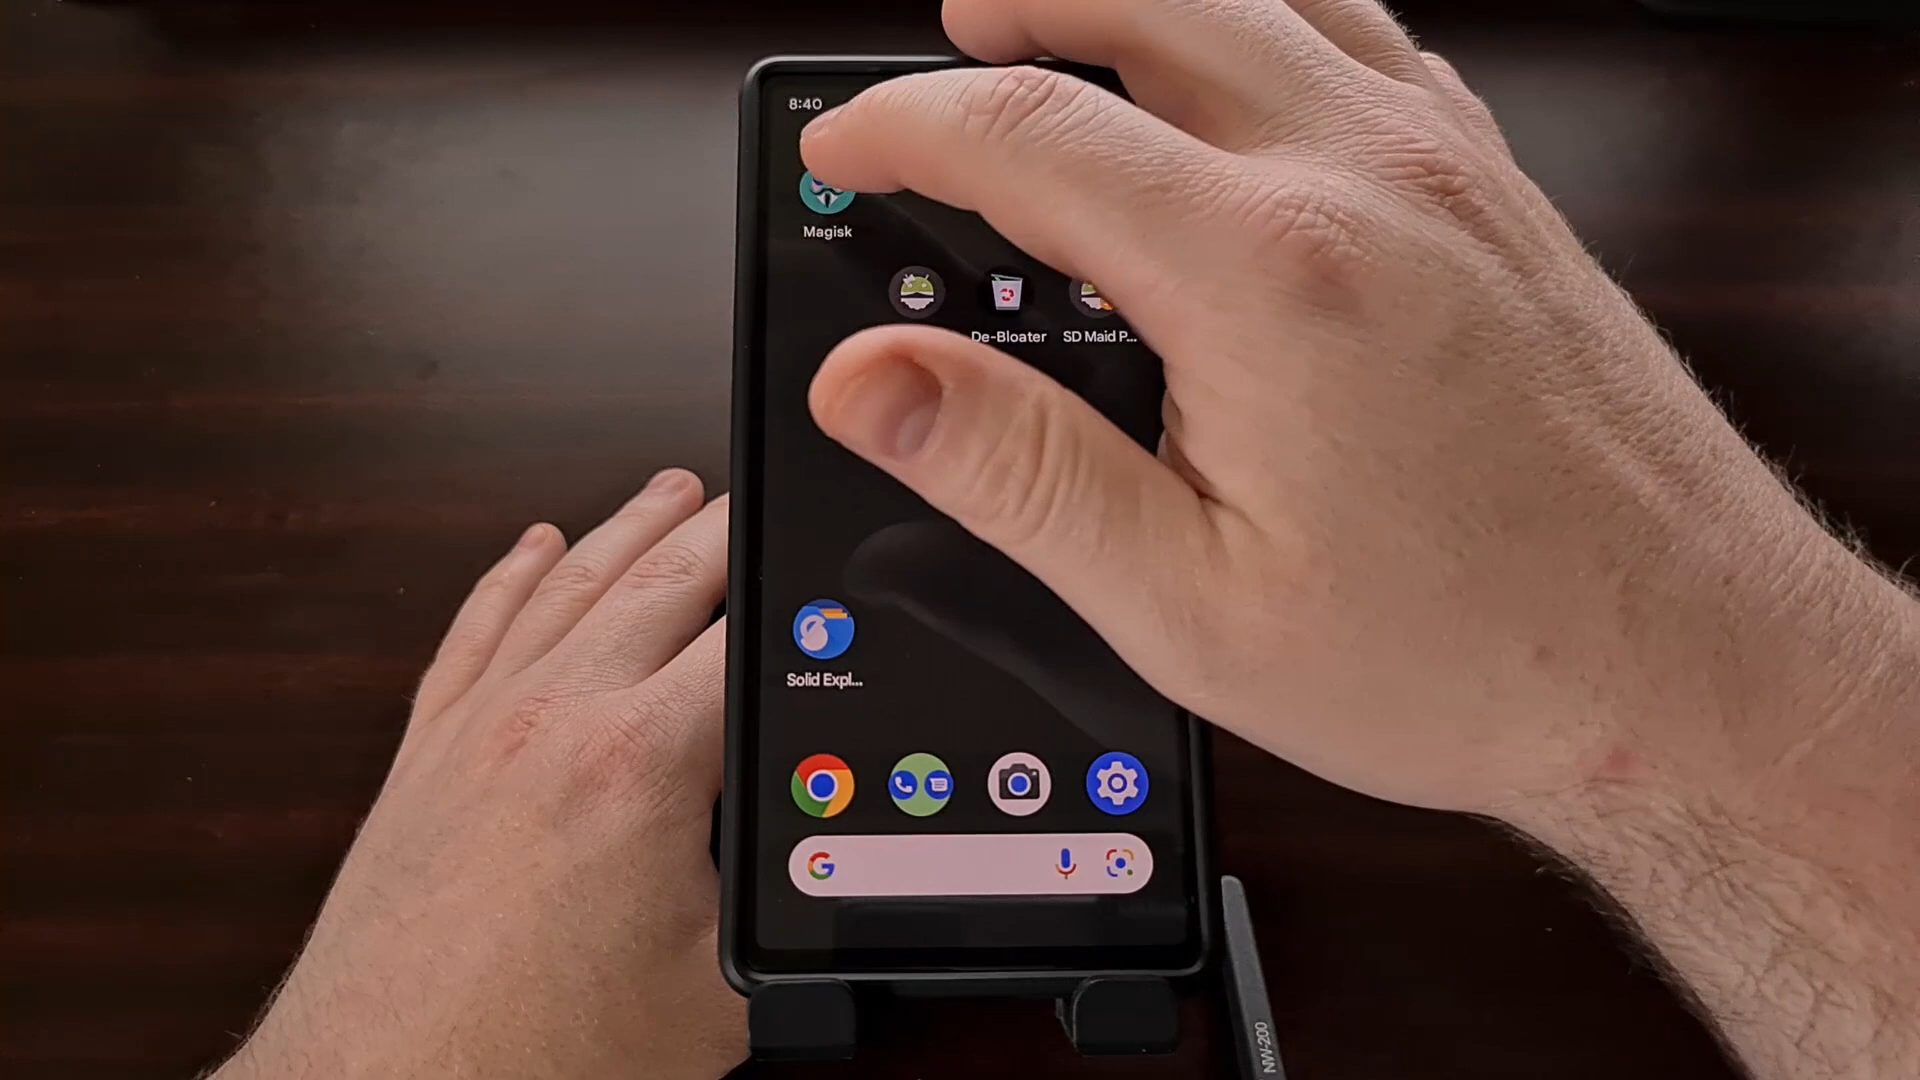 8:40
Magisk
De-Bloater
SD Maid P...
Solid Expl...
G
NW-200